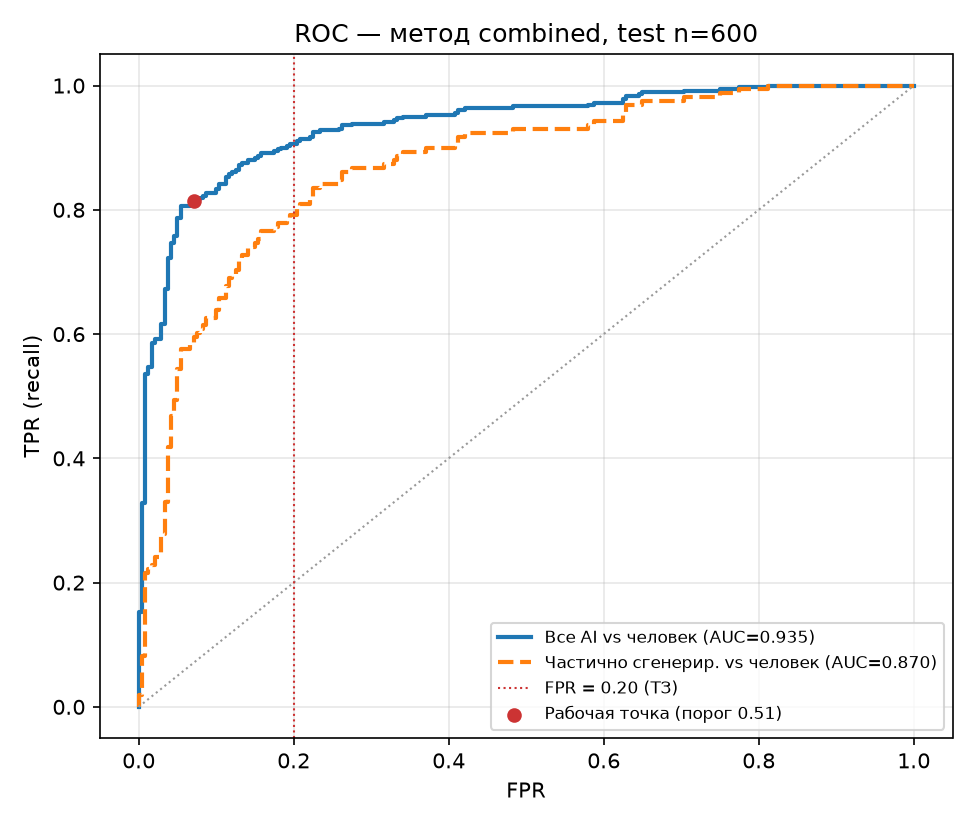 ROC — метод combined, test n=600
1.0
0.8
0.6
0.4
0.2
0.0
TPR (recall)
Все AI vs человек (AUC=0.935)
Частично сгенерир. vs человек (AUC=0.870)
FPR = 0.20 (ТЗ)
Рабочая точка (порог 0.51)
0.0 0.2 0.4 0.6 0.8 1.0
FPR